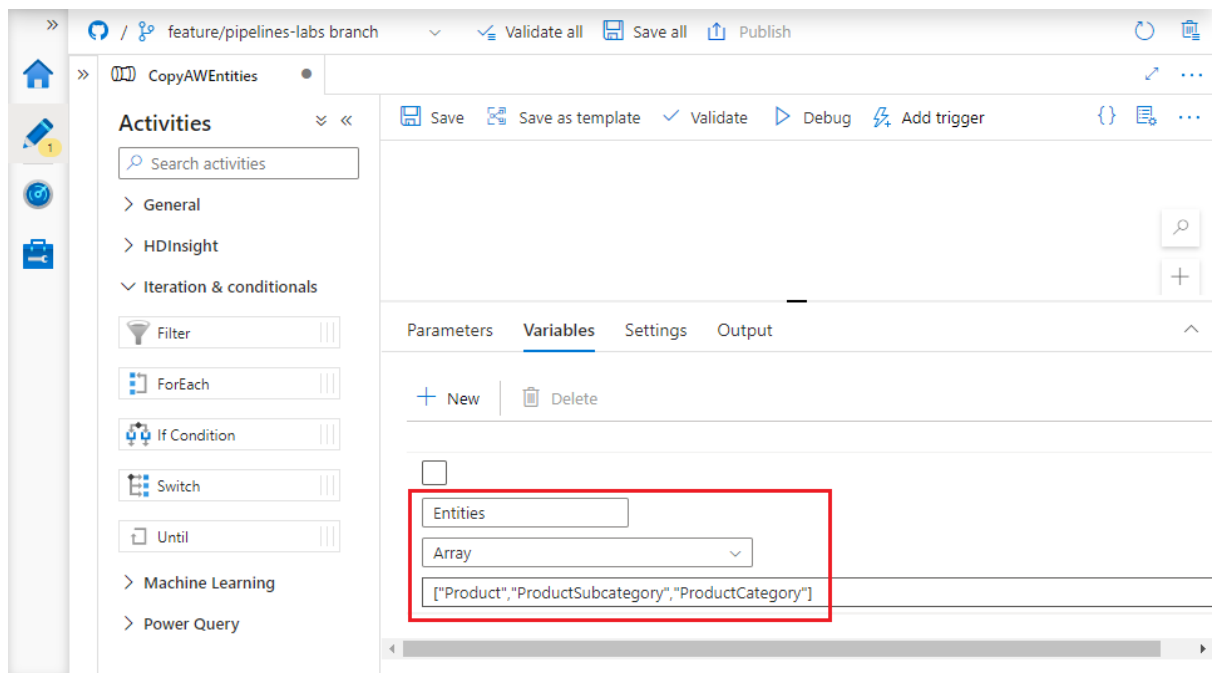 / feature/pipelines-labs branch Validate all Save all Publish
CopyAWEntities
Activities
Save Save as template Validate Debug Add trigger {} ...
1
Search activities
General
HDInsight
Iteration & conditionals
Filter
ForEach
If Condition
Switch
Until
Machine Learning
Power Query
Parameters Variables Settings Output
New Delete
Entities
Array
["Product","ProductSubcategory","ProductCategory"]